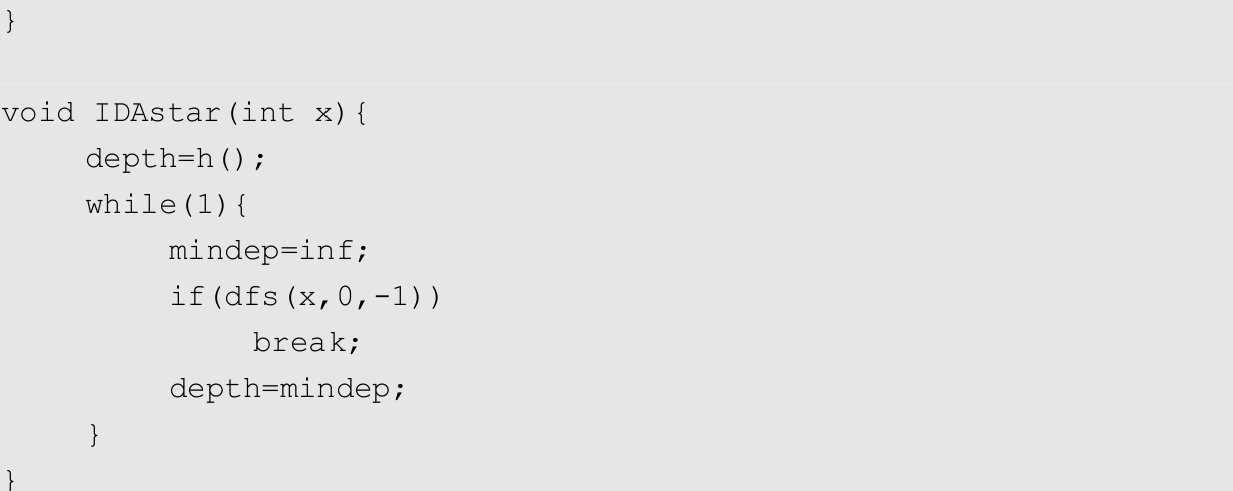 }
void IDAstar(int x){
depth=h();
while(1){
mindep=inf;
if(dfs(x,0,-1))
break;
depth=mindep;
}
}